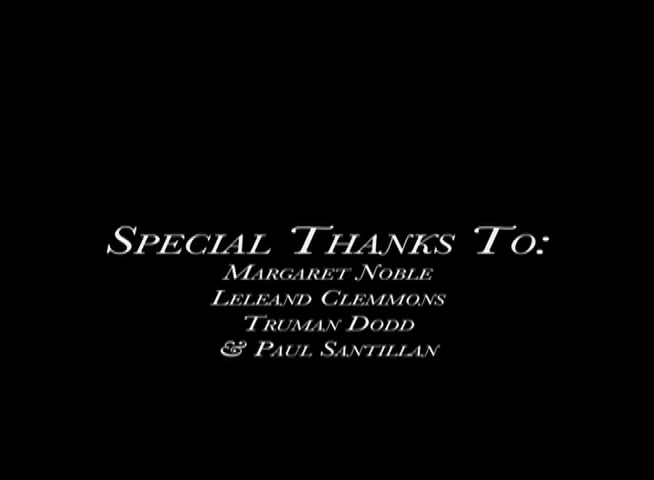 SPECIAL THANKS TO:
MARGARET NOBLE
LELEAND CLEMMONS
TRUMAN DODD
& PAUL SANTILLAN